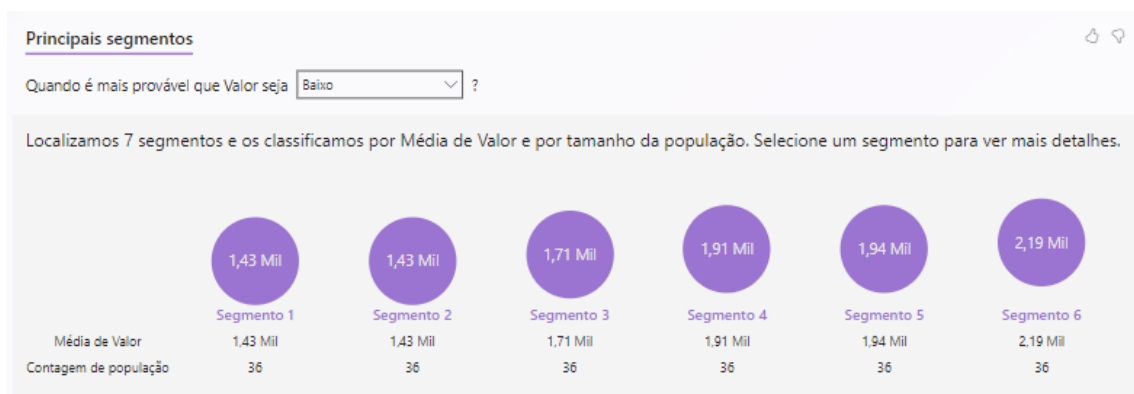 Principais segmentos
Quando é mais provável que Valor seja Baixo ?
Localizamos 7 segmentos e os classificamos por Média de Valor e por tamanho da população. Selecione um segmento para ver mais detalhes.
1,43 Mil 1,43 Mil 1,71 Mil 1,91 Mil 1,94 Mil 2,19 Mil
Segmento 1 Segmento 2 Segmento 3 Segmento 4 Segmento 5 Segmento 6
Média de Valor 1,43 Mil 1,43 Mil 1,71 Mil 1,91 Mil 1,94 Mil 2,19 Mil
Contagem de população 36 36 36 36 36 36